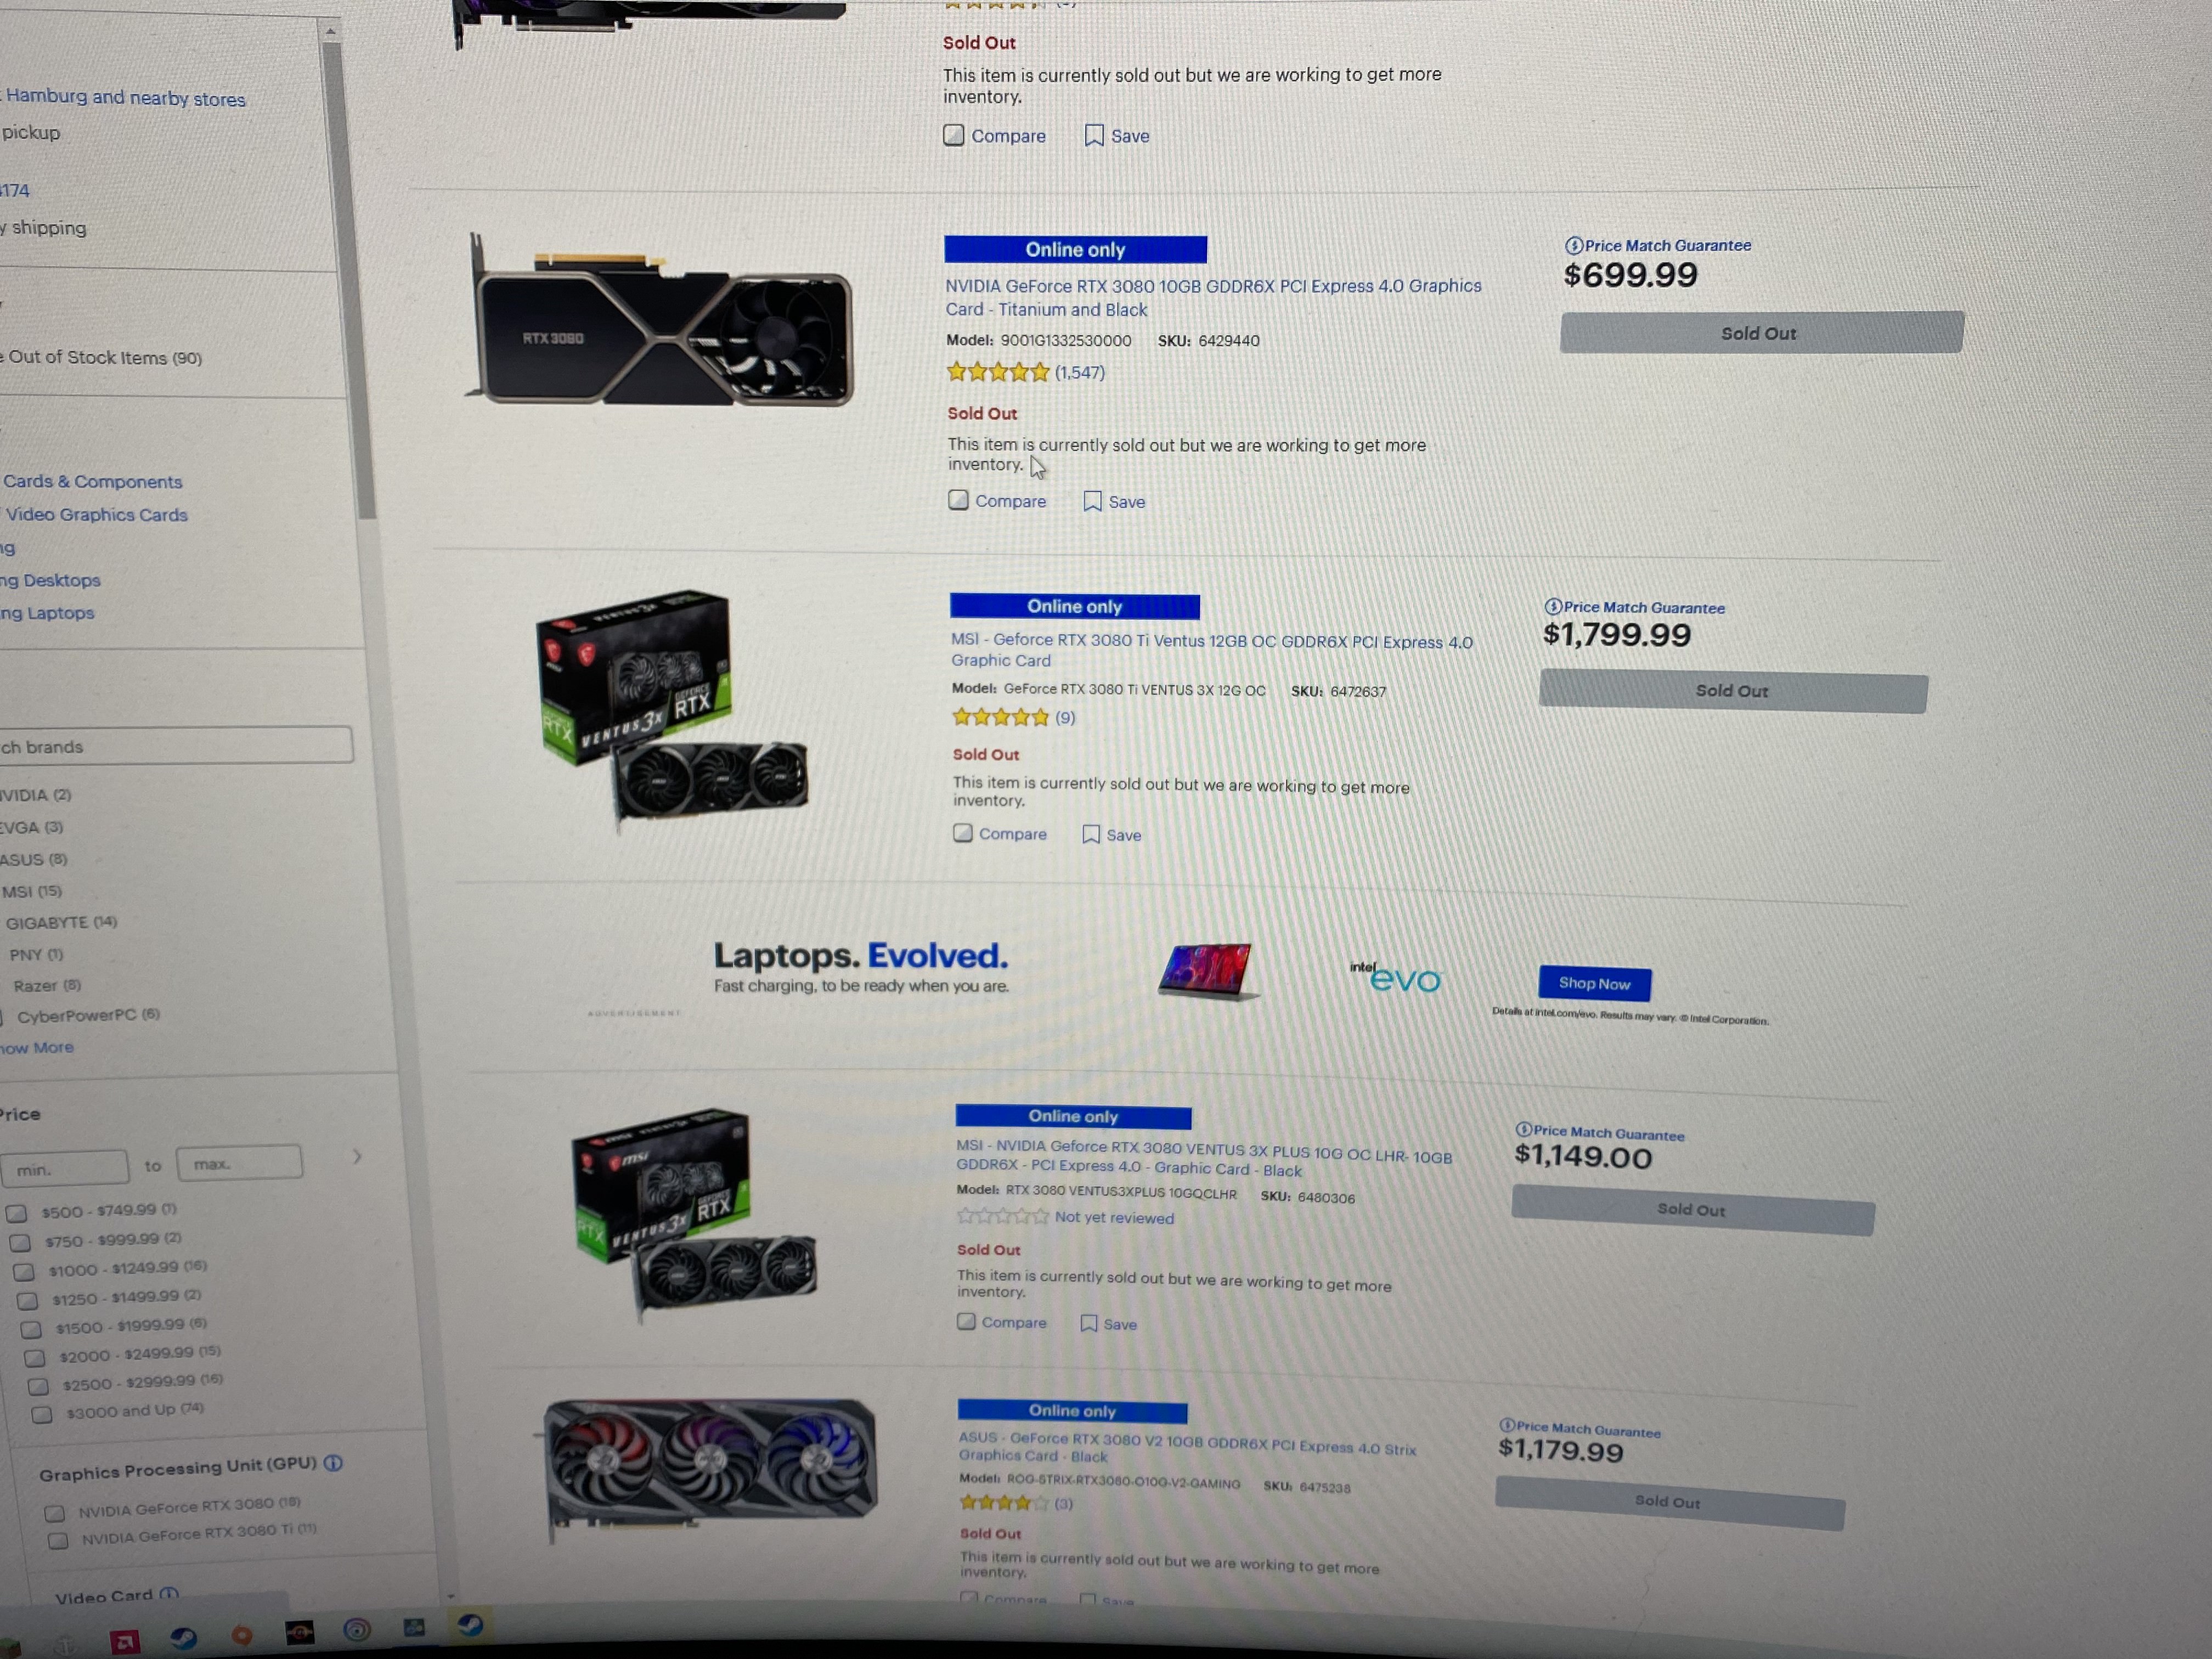 Hamburg and nearby stores
pickup
174
y shipping
Out of Stock Items (90)
Cards & Components
Video Graphics Cards
ng
ng Desktops
ng Laptops
ch brands
VIDIA (2)
EVGA (3)
ASUS (8)
MSI (15)
GIGABYTE (14)
PNY (1)
Razer (8)
CyberPowerPC (6)
how More
Price
min.
to
max.
$500 - $749.99 (7)
$750 - $999.99 (2)
$1000 - $1249.99 (16)
$1250 - $1499.99 (2)
$1500 - $1999.99 (6)
$2000 - $2499.99 (15)
$2500 - $2999.99 (16)
$3000 and Up (74)
Graphics Processing Unit (GPU)
NVIDIA GeForce RTX 3080 (18)
NVIDIA GeForce RTX 3080 Ti (11)
Video Card
Sold Out
This item is currently sold out but we are working to get more
inventory.
Compare Save
RTX 3080
Online only
NVIDIA GeForce RTX 3080 10GB GDDR6X PCI Express 4.0 Graphics
Card - Titanium and Black
Model: 9001G1332530000 SKU: 6429440
(1,547)
Sold Out
This item is currently sold out but we are working to get more
inventory.
Compare Save
Price Match Guarantee
$699.99
Sold Out
VENTUS 3X
GEFORCE
RTX
RTX
VENTUS 3X
Online only
MSI - Geforce RTX 3080 Ti Ventus 12GB OC GDDR6X PCI Express 4.0
Graphic Card
Model: GeForce RTX 3080 Ti VENTUS 3X 12G OC SKU: 6472637
(9)
Sold Out
This item is currently sold out but we are working to get more
inventory.
Compare Save
Price Match Guarantee
$1,799.99
Sold Out
Laptops. Evolved.
Fast charging, to be ready when you are.
ADVERTISEMENT
intel
evo
Shop Now
Details at intel.com/evo. Results may vary. © Intel Corporation.
msi
GEFORCE
RTX
RTX
VENTUS 3X
Online only
MSI - NVIDIA Geforce RTX 3080 VENTUS 3X PLUS 10G OC LHR- 10GB
GDDR6X - PCI Express 4.0 - Graphic Card - Black
Model: RTX 3080 VENTUS3XPLUS 10GOCLHR SKU: 6480306
Not yet reviewed
Sold Out
This item is currently sold out but we are working to get more
inventory.
Compare Save
Price Match Guarantee
$1,149.00
Sold Out
Online only
ASUS - GeForce RTX 3080 V2 10GB GDDR6X PCI Express 4.0 Strix
Graphics Card - Black
Model: ROG-STRIX-RTX3080-O10G-V2-GAMING SKU: 6475238
(3)
Sold Out
This item is currently sold out but we are working to get more
inventory.
Compare Save
Price Match Guarantee
$1,179.99
Sold Out